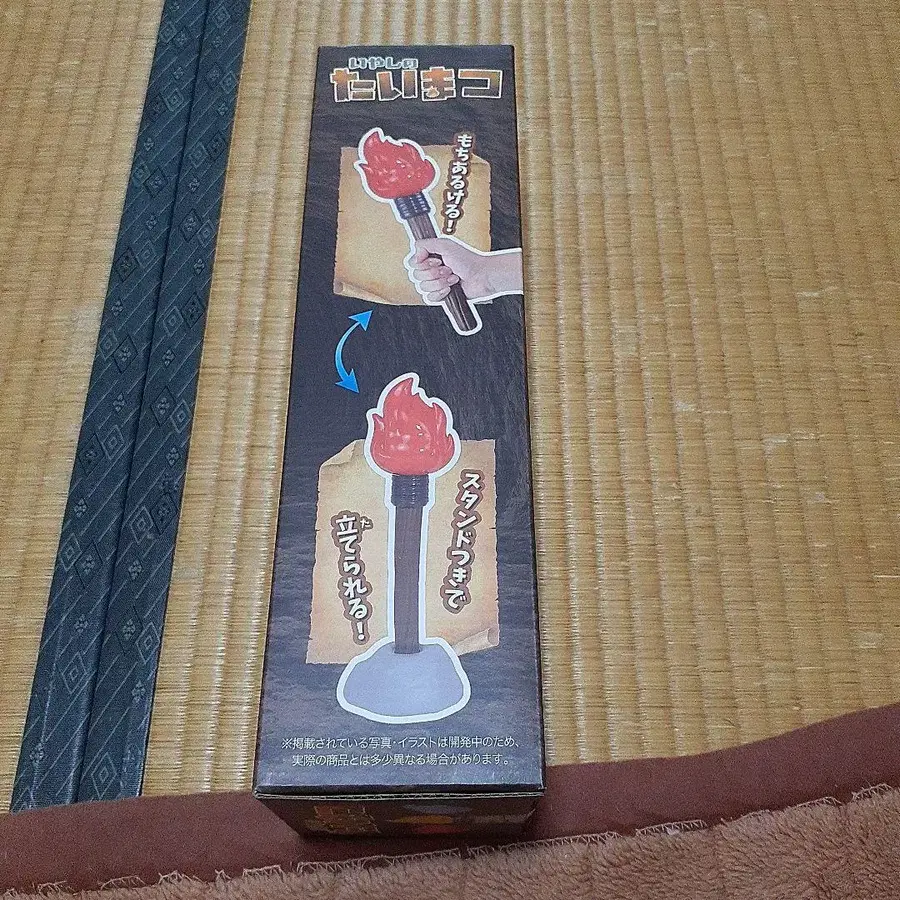 いやしの
たいまつ
もちあるける！
スタンドつきで
立てられる！
た
※掲載されている写真・イラストは開発中のため、
実際の商品とは多少異なる場合があります。